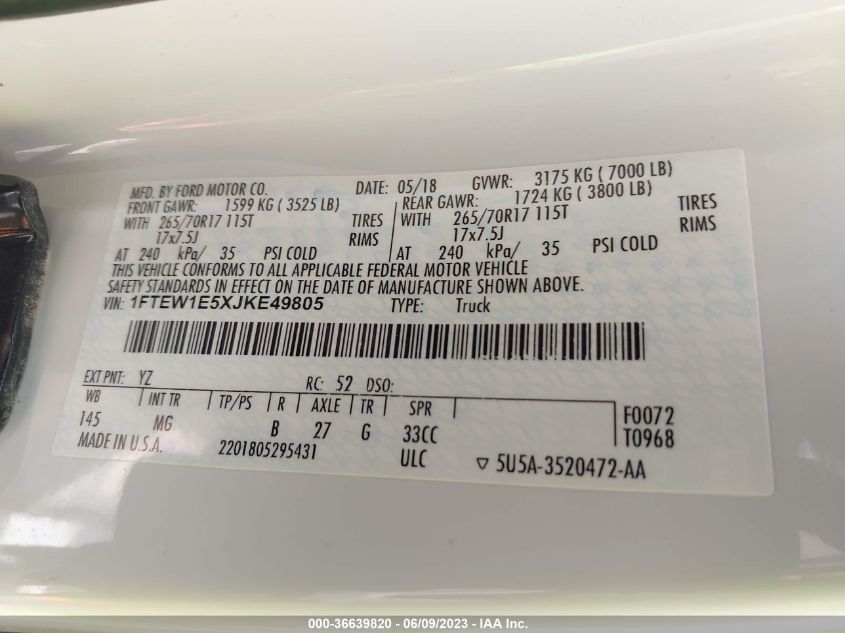 MFD. BY FORD MOTOR CO. DATE: 05/18 GVWR: 3175 KG ( 7000 LB)
FRONT GAWR: 1599 KG ( 3525 LB) REAR GAWR: 1724 KG ( 3800 LB)
WITH 265/70R17 115T TIRES WITH 265/70R17 115T TIRES
17x7.5J RIMS 17x7.5J RIMS
AT 240 kPa/ 35 PSI COLD AT 240 kPa/ 35 PSI COLD
THIS VEHICLE CONFORMS TO ALL APPLICABLE FEDERAL MOTOR VEHICLE
SAFETY STANDARDS IN EFFECT ON THE DATE OF MANUFACTURE SHOWN ABOVE.
VIN: 1FTEW1E5XJKE49805 TYPE: Truck
EXT PNT: YZ RC: 52 DSO:
WB INT TR TP/PS R AXLE TR SPR F0072
145 MG B 27 G 33CC T0968
MADE IN U.S.A. 2201805295431 ULC ▽ 5U5A-3520472-AA
000-36639820 - 06/09/2023 - IAA Inc.